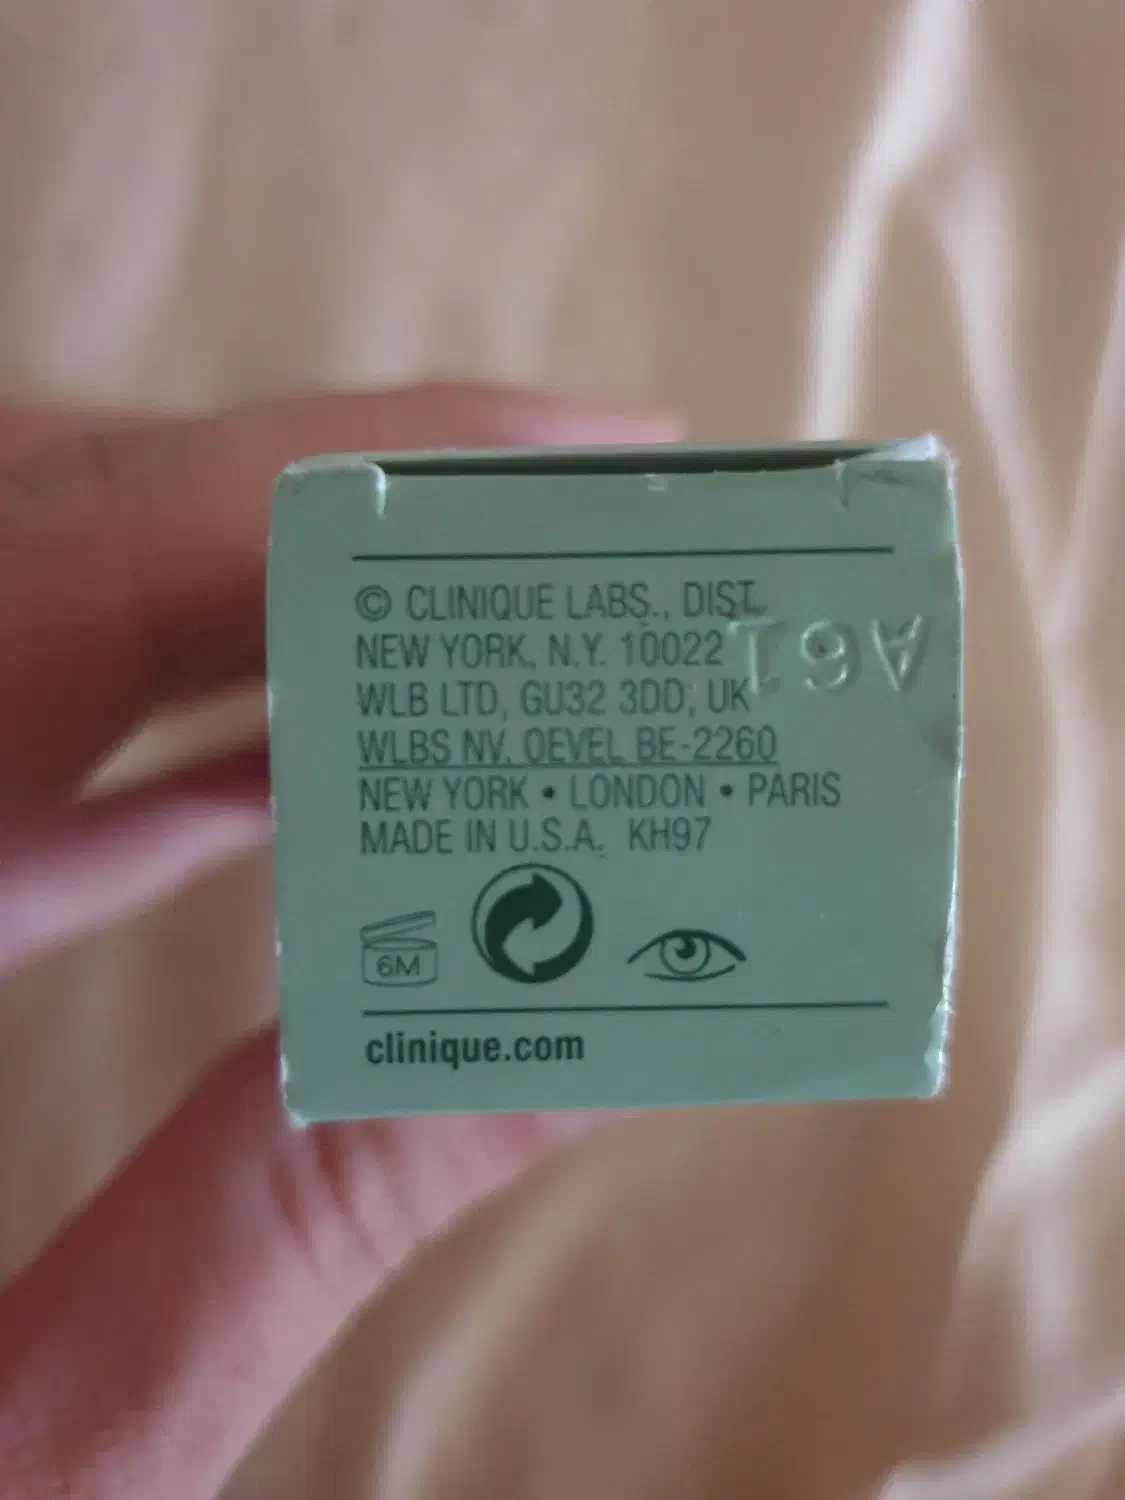 © CLINIQUE LABS., DIST.
NEW YORK, N.Y. 10022
WLB LTD, GU32 3DD, UK
WLBS NV. OEVEL BE-2260
NEW YORK • LONDON • PARIS
MADE IN U.S.A. KH97
A61
6M
clinique.com